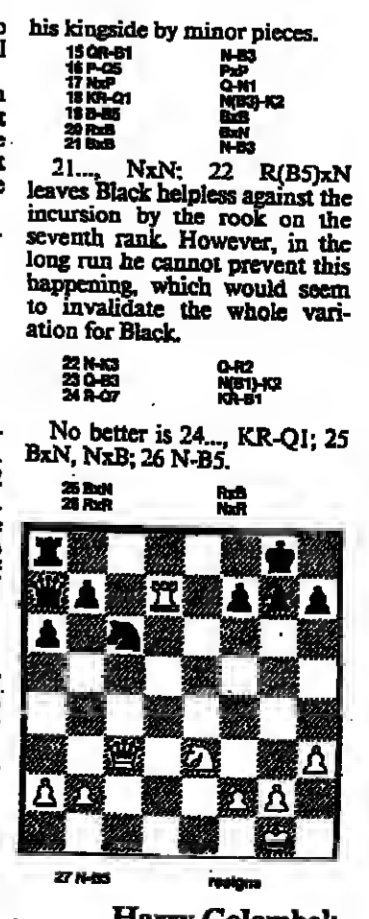 his kingside by minor pieces.
15 QR-B1 N-B3
16 P-Q5 PxP
17 NxP Q-N1
18 KR-Q1 N(B3)-K2
19 B-B5 BxB
20 RxB BxN
21 BxB N-B3
21..., NxN; 22 R(B5)xN
leaves Black helpless against the
incursion by the rook on the
seventh rank. However, in the
long run he cannot prevent this
happening, which would seem
to invalidate the whole vari-
ation for Black.
22 N-K3 Q-R2
23 Q-B3 N(B1)-K2
24 R-Q7 KR-B1
No better is 24..., KR-Q1; 25
BxN, NxB; 26 N-B5.
25 BxN RxB
26 RxR NxR
27 N-B5 resigns
Harry Golombek